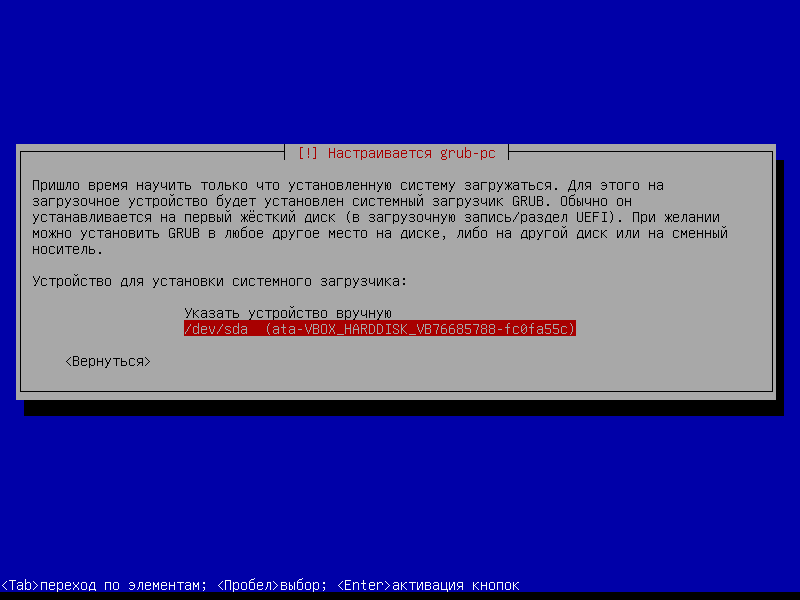 [!] Настраивается grub-pc
Пришло время научить только что установленную систему загружаться. Для этого на
загрузочное устройство будет установлен системный загрузчик GRUB. Обычно он
устанавливается на первый жёсткий диск (в загрузочную запись/раздел UEFI). При желании
можно установить GRUB в любое другое место на диске, либо на другой диск или на сменный
носитель.
Устройство для установки системного загрузчика:
Указать устройство вручную
/dev/sda (ata-VBOX_HARDDISK_VB76685788-fc0fa55c)
<Вернуться>
<Tab>переход по элементам; <Пробел>выбор; <Enter>активация кнопок